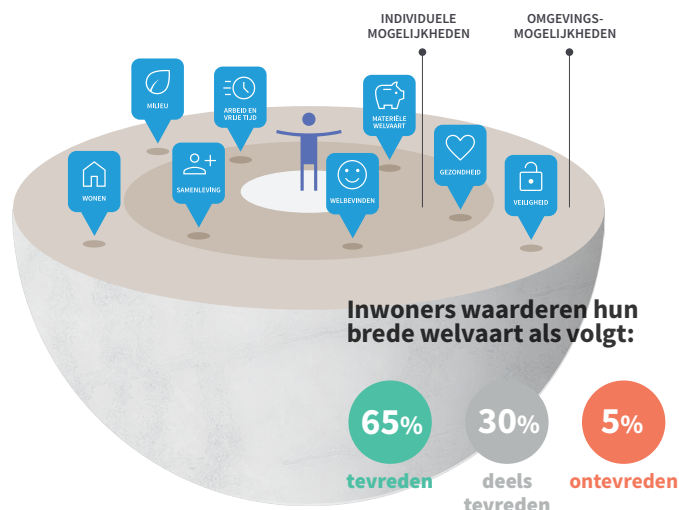 INDIVIDUELE
MOGELIJKHEDEN
OMGEVINGS-
MOGELIJKHEDEN
MILIEU
ARBEID EN
VRIJE TIJD
MATERIËLE
WELVAART
GEZONDHEID
WONEN
SAMENLEVING
WELBEVINDEN
VEILIGHEID
Inwoners waarderen hun
brede welvaart als volgt:
65%
tevreden
30%
deels
tevreden
5%
ontevreden